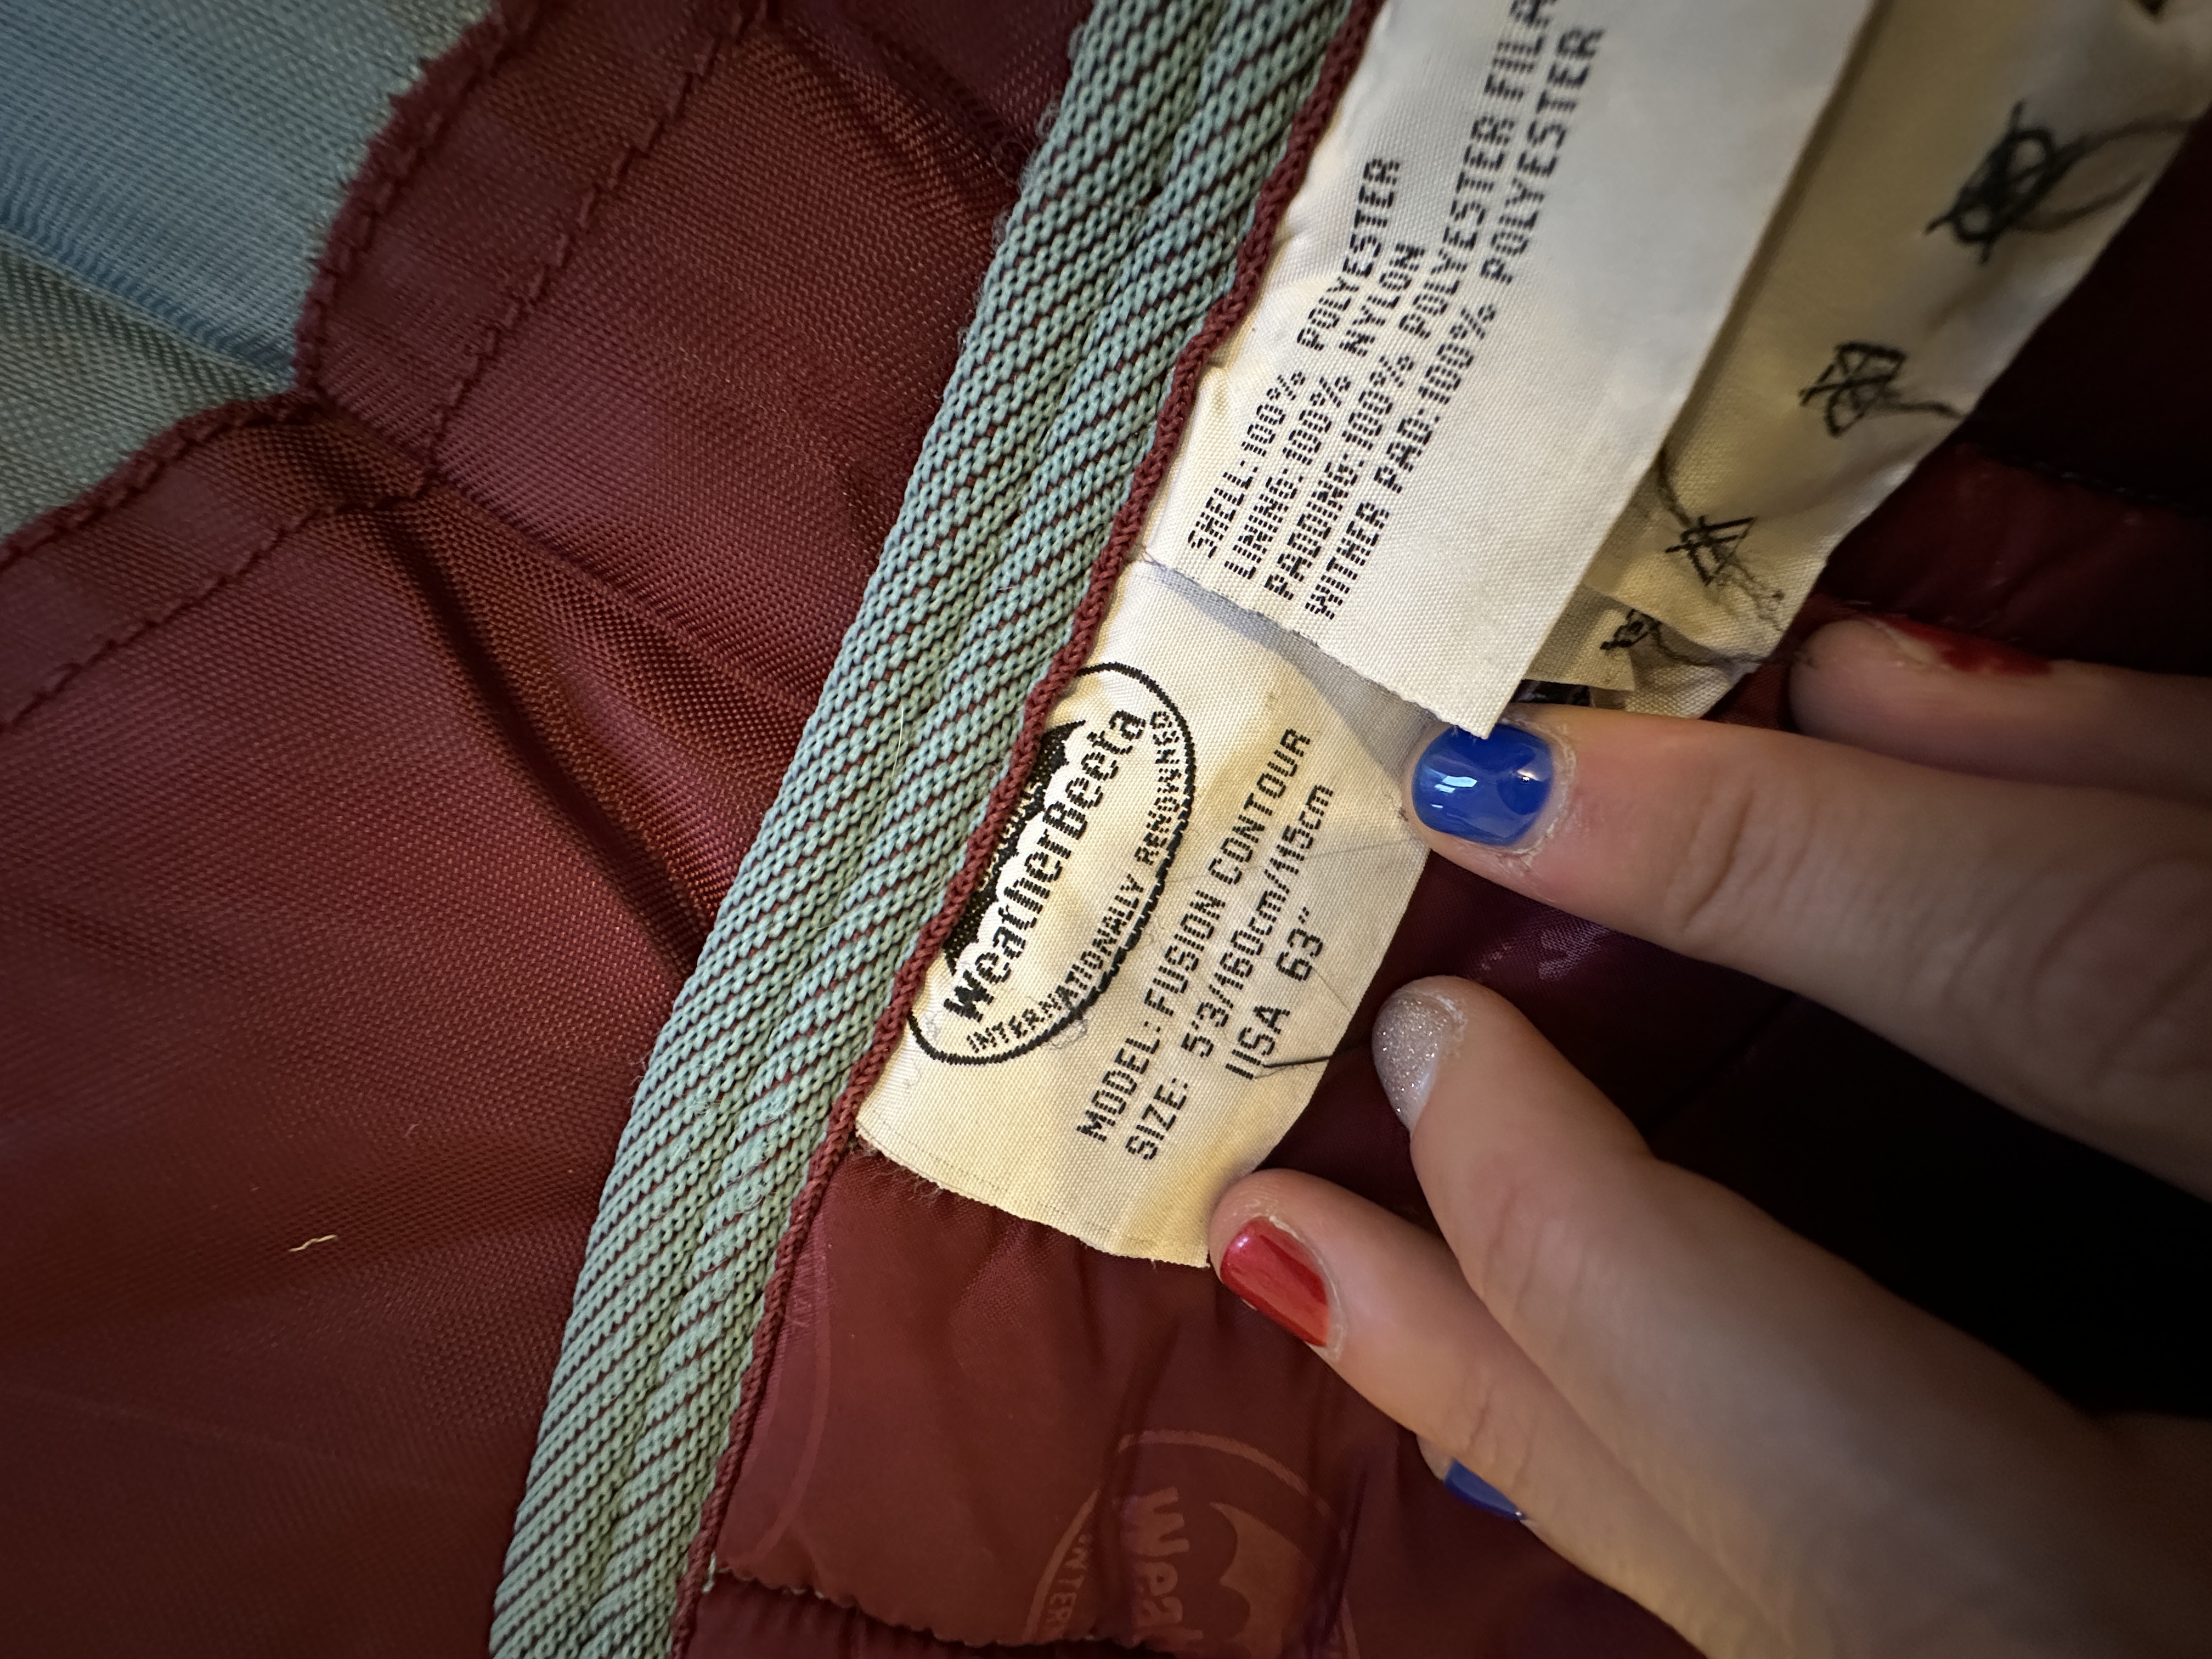 SHELL: 100% POLYESTER
LINING: 100% NYLON
PADDING: 100% POLYESTER
WITHER PAD: 100% POLYESTER
WeatherBeeta
INTERNATIONALLY RENOWNED
MODEL: FUSION CONTOUR
SIZE: 5'3/160cm/115cm
USA 63"